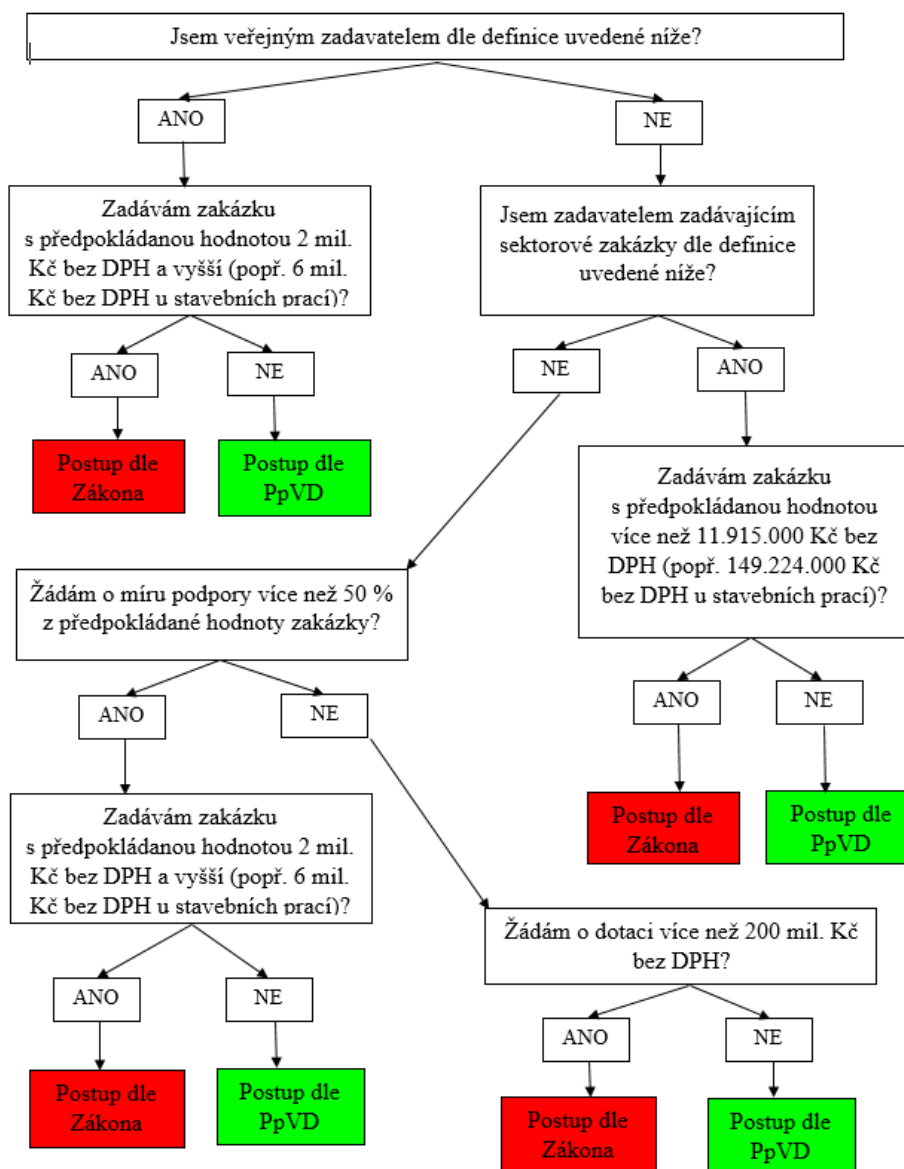 Jsem veřejným zadavatelem dle definice uvedené níže?
ANO
NE
Zadávám zakázku
s předpokládanou hodnotou 2 mil.
Kč bez DPH a vyšší (popř. 6 mil.
Kč bez DPH u stavebních prací)?
Jsem zadavatelem zadávajícím
sektorové zakázky dle definice
uvedené níže?
ANO
NE
NE
ANO
Postup dle
Zákona
Postup dle
PpVD
Zadávám zakázku
s předpokládanou hodnotou
více než 11.915.000 Kč bez
DPH (popř. 149.224.000 Kč
bez DPH u stavebních prací)?
Žádám o míru podpory více než 50 %
z předpokládané hodnoty zakázky?
ANO
NE
ANO
NE
Zadávám zakázku
s předpokládanou hodnotou 2 mil.
Kč bez DPH a vyšší (popř. 6 mil.
Kč bez DPH u stavebních prací)?
Postup dle
Zákona
Postup dle
PpVD
Žádám o dotaci více než 200 mil. Kč
bez DPH?
ANO
NE
ANO
NE
Postup dle
Zákona
Postup dle
PpVD
Postup dle
Zákona
Postup dle
PpVD